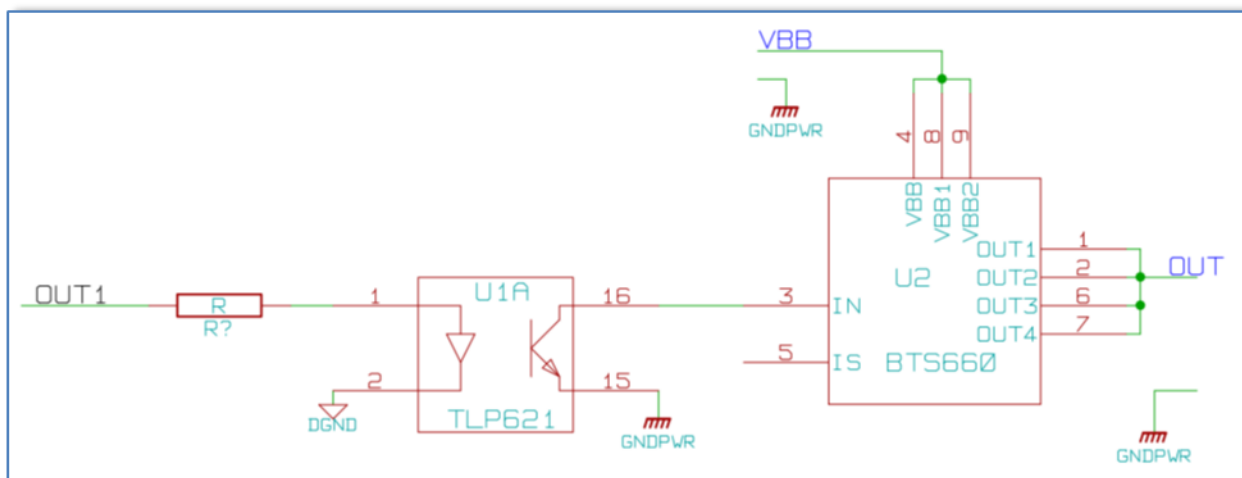 VBB
GNDPWR
4 8 9
VBB VBB1 VBB2
OUT1 1
OUT2 2 OUT
U2
OUT1 R 1 U1A 16 3 IN OUT3 6
R?
OUT4 7
5 IS BTS660
2 15
DGND TLP621 GNDPWR
GNDPWR